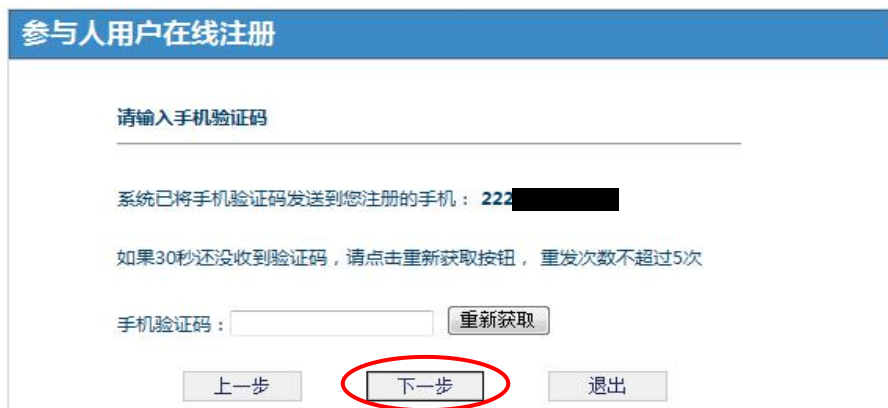 参与人用户在线注册
请输入手机验证码
系统已将手机验证码发送到您注册的手机：222
如果30秒还没收到验证码，请点击重新获取按钮，重发次数不超过5次
手机验证码： 重新获取
上一步 下一步 退出